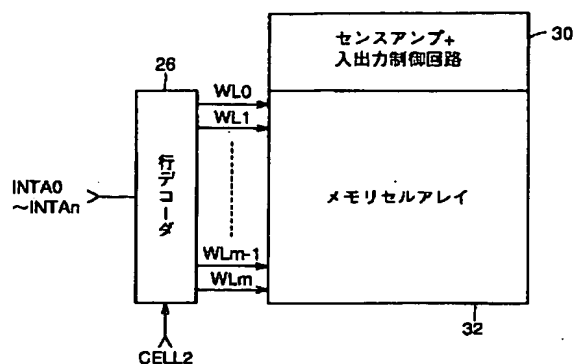 センスアンプ+
入出力制御回路
30
26
WL0
WL1
行デコーダ
INTA0
～INTAn
メモリセルアレイ
WLm-1
WLm
32
CELL2